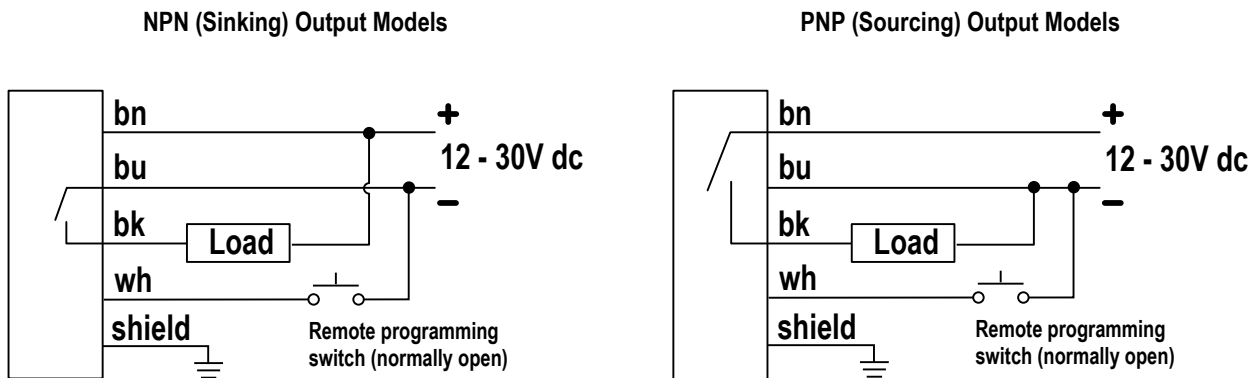 NPN (Sinking) Output Models
bn
+
12 - 30V dc
bu
−
bk
Load
wh
shield
Remote programming
switch (normally open)
PNP (Sourcing) Output Models
bn
+
12 - 30V dc
bu
−
bk
Load
wh
shield
Remote programming
switch (normally open)